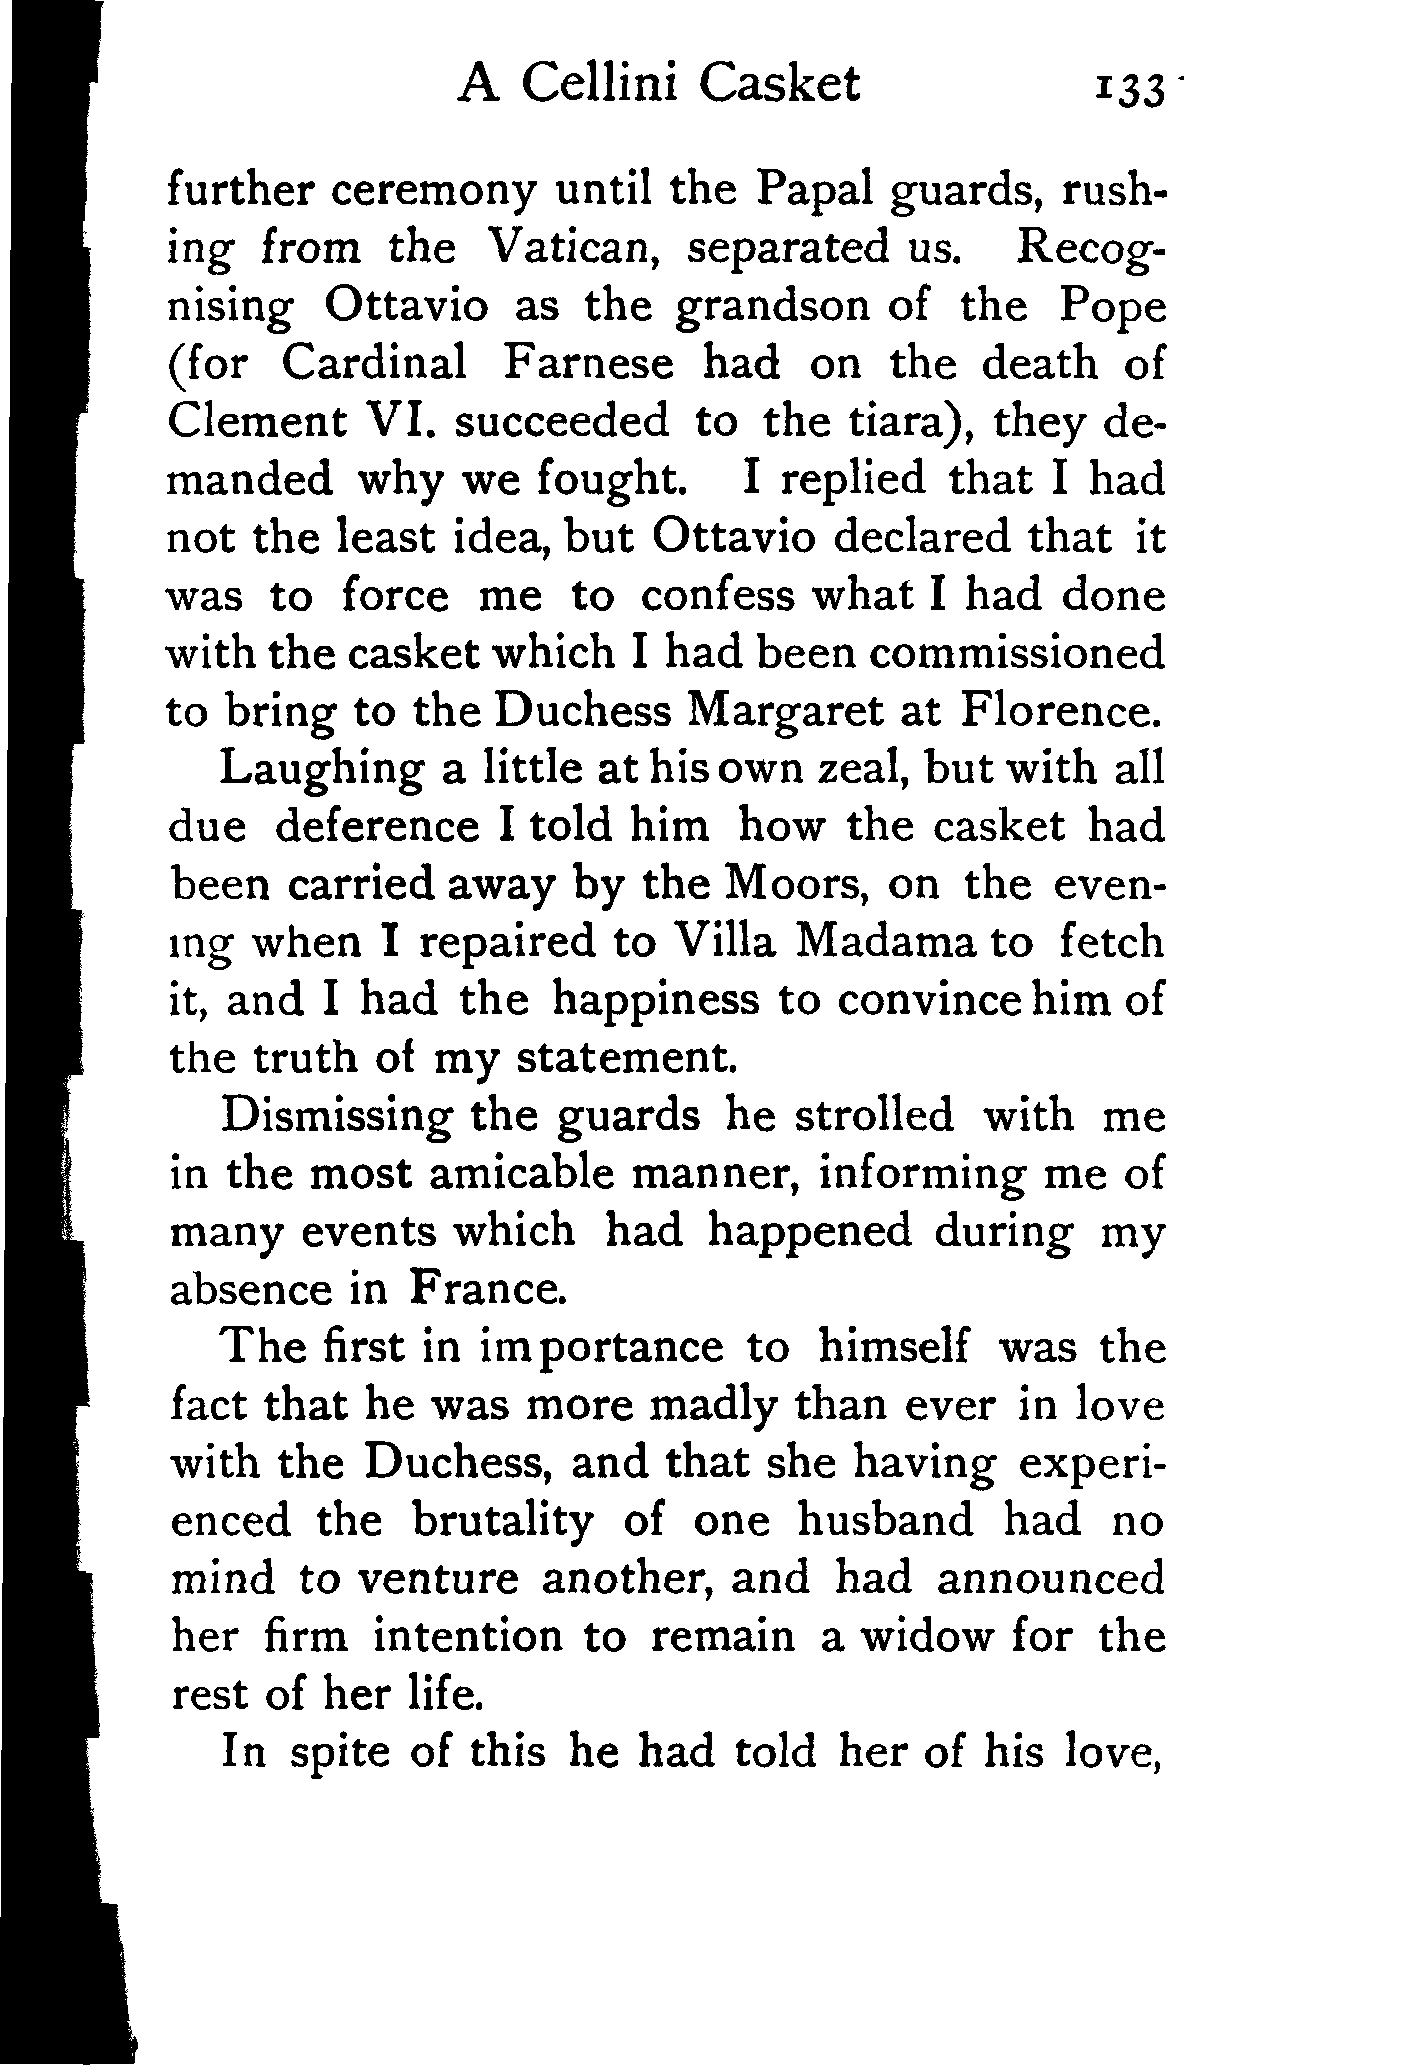 A Cellini Casket 133
further ceremony until the Papal guards, rush-
ing from the Vatican, separated us. Recog-
nising Ottavio as the grandson of the Pope
(for Cardinal Farnese had on the death of
Clement VI. succeeded to the tiara), they de-
manded why we fought. I replied that I had
not the least idea, but Ottavio declared that it
was to force me to confess what I had done
with the casket which I had been commissioned
to bring to the Duchess Margaret at Florence.
Laughing a little at his own zeal, but with all
due deference I told him how the casket had
been carried away by the Moors, on the even-
ing when I repaired to Villa Madama to fetch
it, and I had the happiness to convince him of
the truth of my statement.
Dismissing the guards he strolled with me
in the most amicable manner, informing me of
many events which had happened during my
absence in France.
The first in importance to himself was the
fact that he was more madly than ever in love
with the Duchess, and that she having experi-
enced the brutality of one husband had no
mind to venture another, and had announced
her firm intention to remain a widow for the
rest of her life.
In spite of this he had told her of his love,